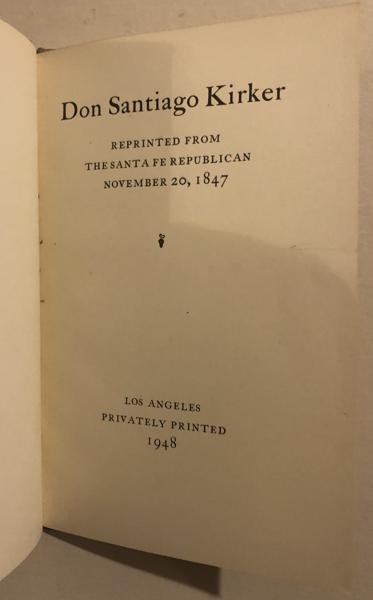 Don Santiago Kirker
REPRINTED FROM
THE SANTA FE REPUBLICAN
NOVEMBER 20, 1847
LOS ANGELES
PRIVATELY PRINTED
1948